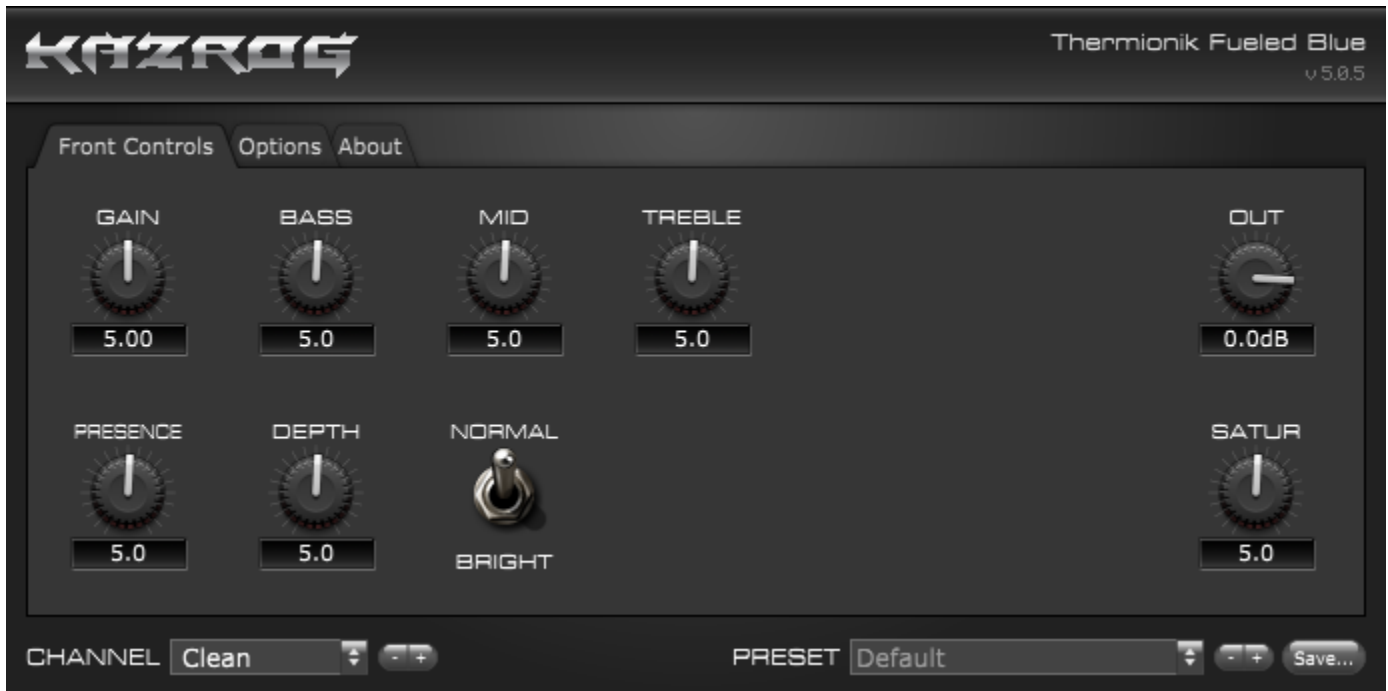 KAZROG
Thermionik Fueled Blue
v 5.0.5
Front Controls Options About
GAIN BASS MID TREBLE OUT
5.00 5.0 5.0 5.0 0.0dB
PRESENCE DEPTH NORMAL SATUR
5.0 5.0 BRIGHT 5.0
CHANNEL Clean - + PRESET Default - + Save...